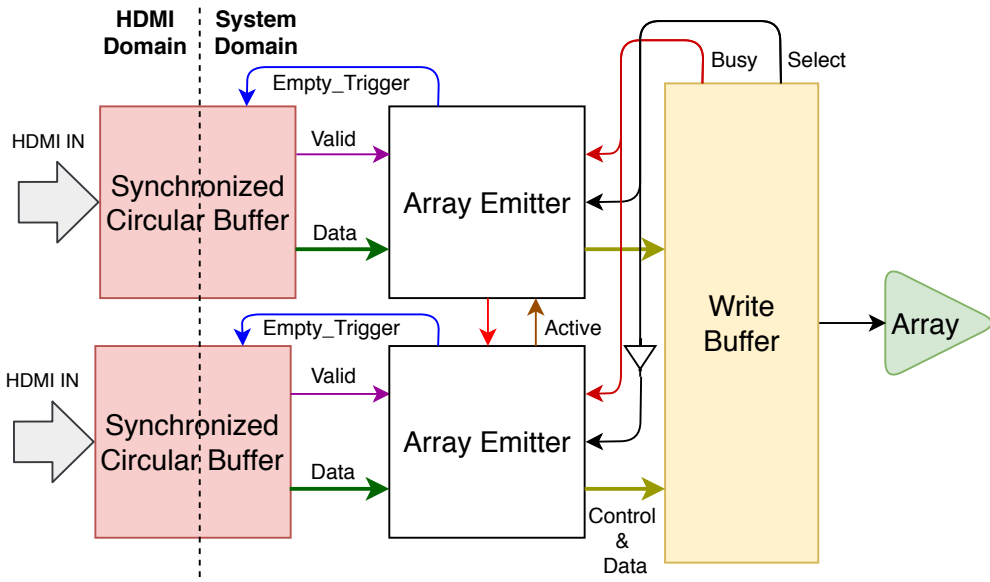 HDMI
Domain
System
Domain
Busy
Select
Empty_Trigger
HDMI IN
Valid
Synchronized
Circular Buffer
Array Emitter
Data
Write
Buffer
Array
Empty_Trigger
Active
HDMI IN
Valid
Synchronized
Circular Buffer
Array Emitter
Data
Control
&
Data